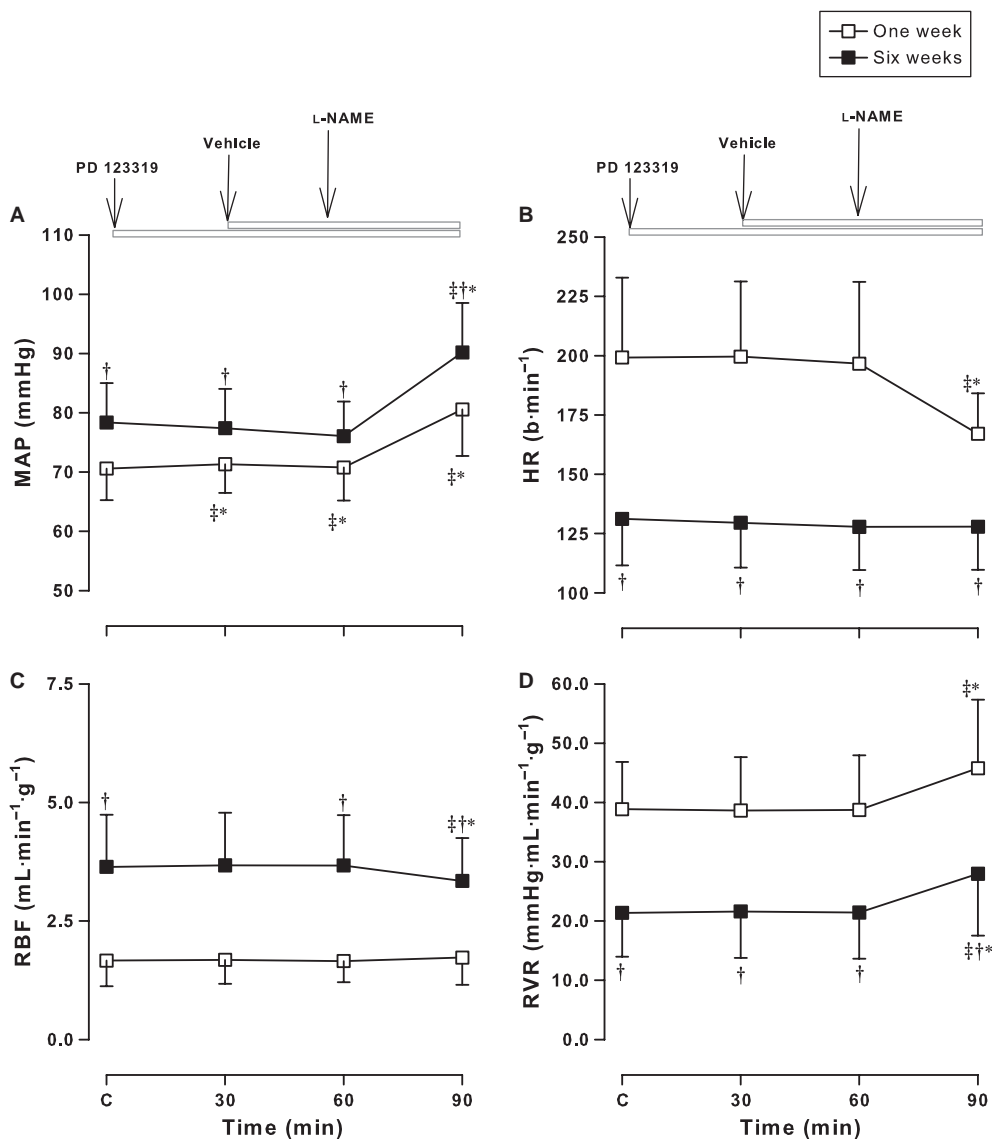 One week
Six weeks
L-NAME
Vehicle
PD 123319
L-NAME
Vehicle
PD 123319
A
110
100
90
80
70
60
50
MAP (mmHg)
†
†
†
‡†*
‡*
‡*
‡*
B
250
225
200
175
150
125
100
HR (b·min⁻¹)
‡*
†
†
†
†
C
7.5
5.0
2.5
0.0
RBF (mL·min⁻¹·g⁻¹)
†
†
‡†*
C
30
60
90
Time (min)
D
60.0
50.0
40.0
30.0
20.0
10.0
0.0
RVR (mmHg·mL·min⁻¹·g⁻¹)
‡*
†
†
†
‡†*
C
30
60
90
Time (min)